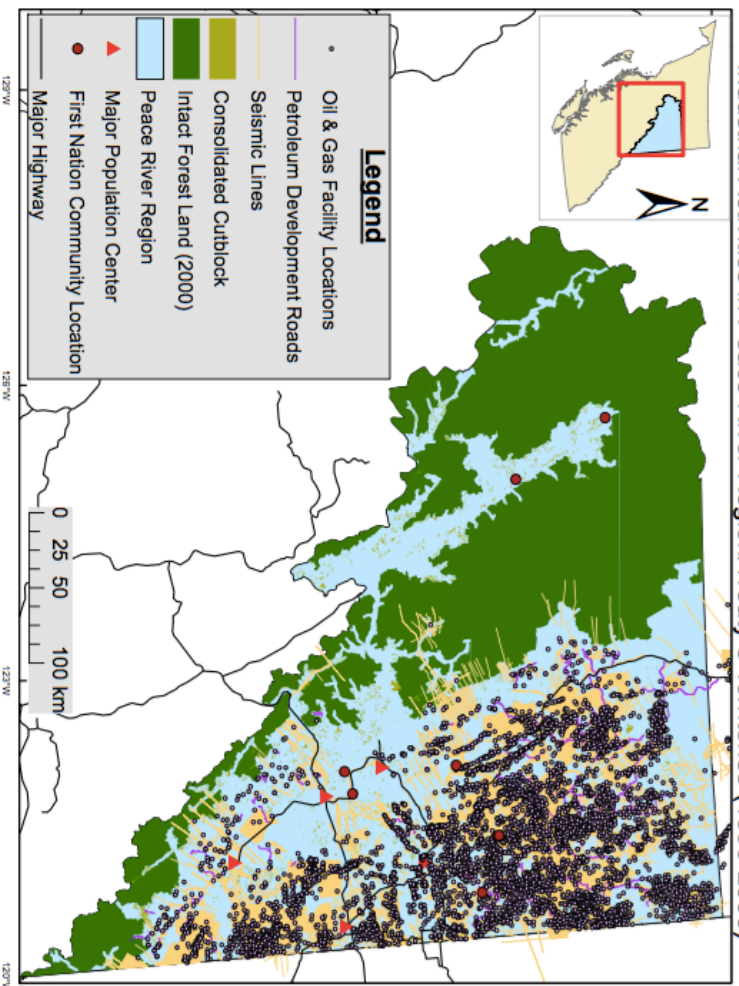 N
Legend
Oil & Gas Facility Locations
Petroleum Development Roads
Seismic Lines
Consolidated Cutblock
Intact Forest Land (2000)
Peace River Region
Major Population Center
First Nation Community Location
Major Highway
0 25 50 100 km
129°W 126°W 123°W 120°W